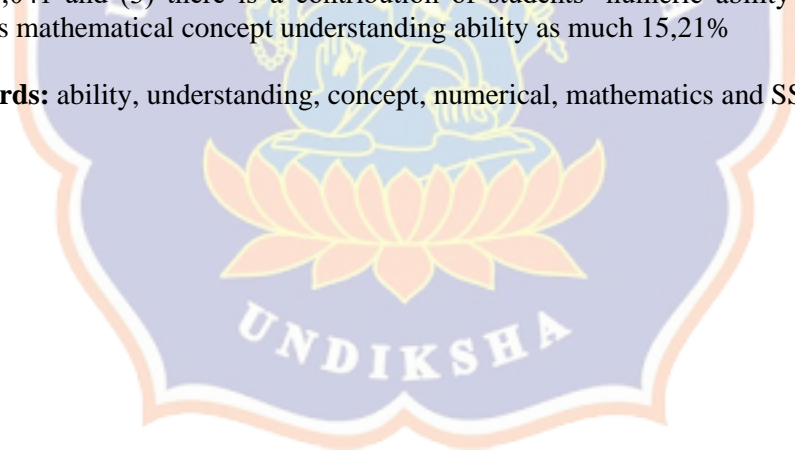 ,041 and (3) there is a contribution of students' numeric ability
s mathematical concept understanding ability as much 15,21%
rds: ability, understanding, concept, numerical, mathematics and SS
UNDIKSHA